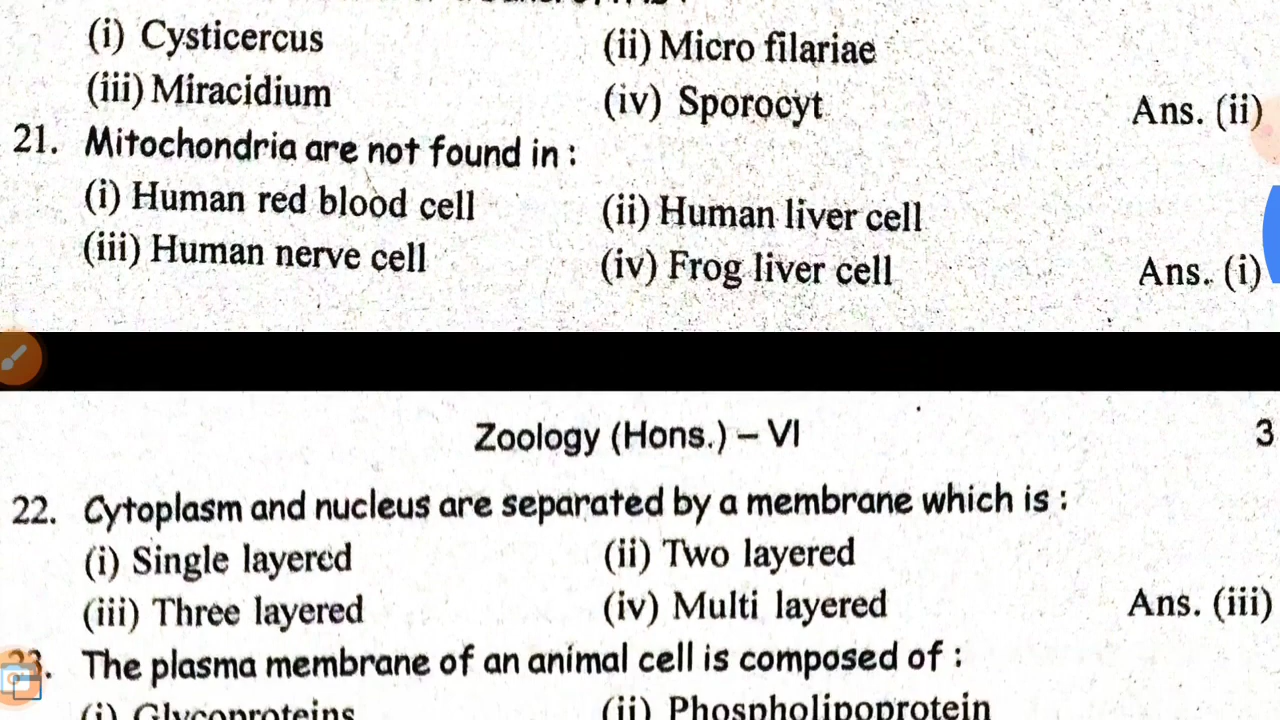 (i) Cysticercus (ii) Micro filariae
(iii) Miracidium (iv) Sporocyt Ans. (ii)
21. Mitochondria are not found in :
(i) Human red blood cell (ii) Human liver cell
(iii) Human nerve cell (iv) Frog liver cell Ans. (i)
Zoology (Hons.) – VI 3
22. Cytoplasm and nucleus are separated by a membrane which is :
(i) Single layered (ii) Two layered
(iii) Three layered (iv) Multi layered Ans. (iii)
23. The plasma membrane of an animal cell is composed of :
(i) Glycoproteins (ii) Phospholipoprotein